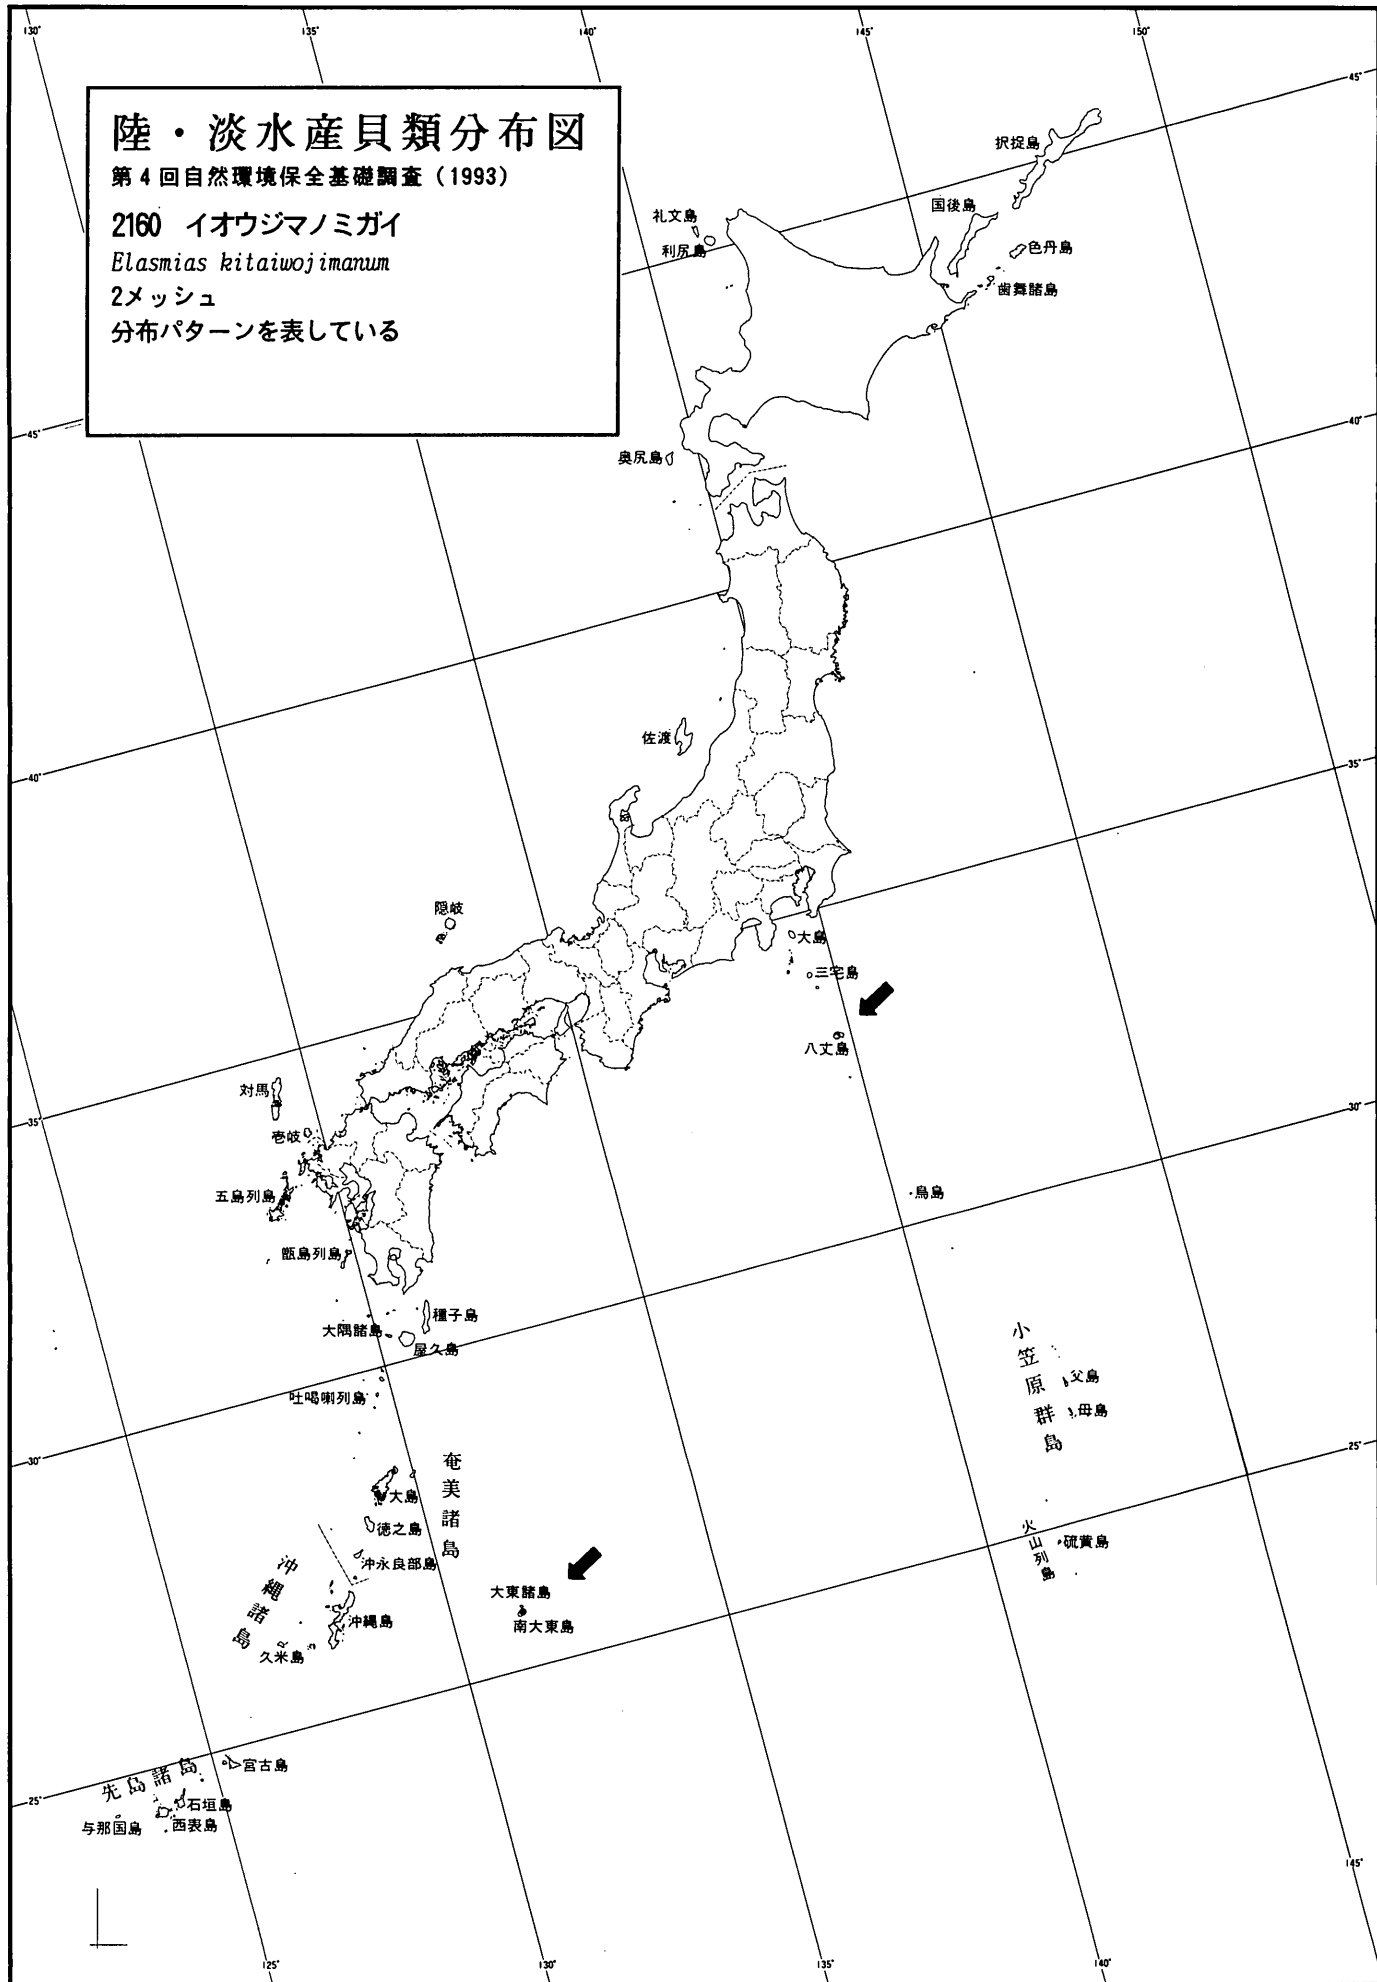 130°
135°
140°
145°
150°
陸・淡水産貝類分布図
第4回自然環境保全基礎調査（1993）
2160　イオウジマノミガイ
Elasmias kitaiwojimanum
2メッシュ
分布パターンを表している
45°
択捉島
国後島
礼文島
利尻島
色丹島
歯舞諸島
40°
45°
奥尻島
佐渡
35°
40°
隠岐
大島
三宅島
八丈島
対馬
壱岐
30°
35°
五島列島
鳥島
甑島列島
種子島
大隅諸島
屋久島
小笠原群島
父島
母島
吐喝喇列島
25°
30°
奄美諸島
大島
徳之島
沖永良部島
火山列島
硫黄島
沖縄諸島
大東諸島
南大東島
沖縄島
久米島
先島諸島
宮古島
石垣島
西表島
与那国島
25°
145°
125°
130°
135°
140°